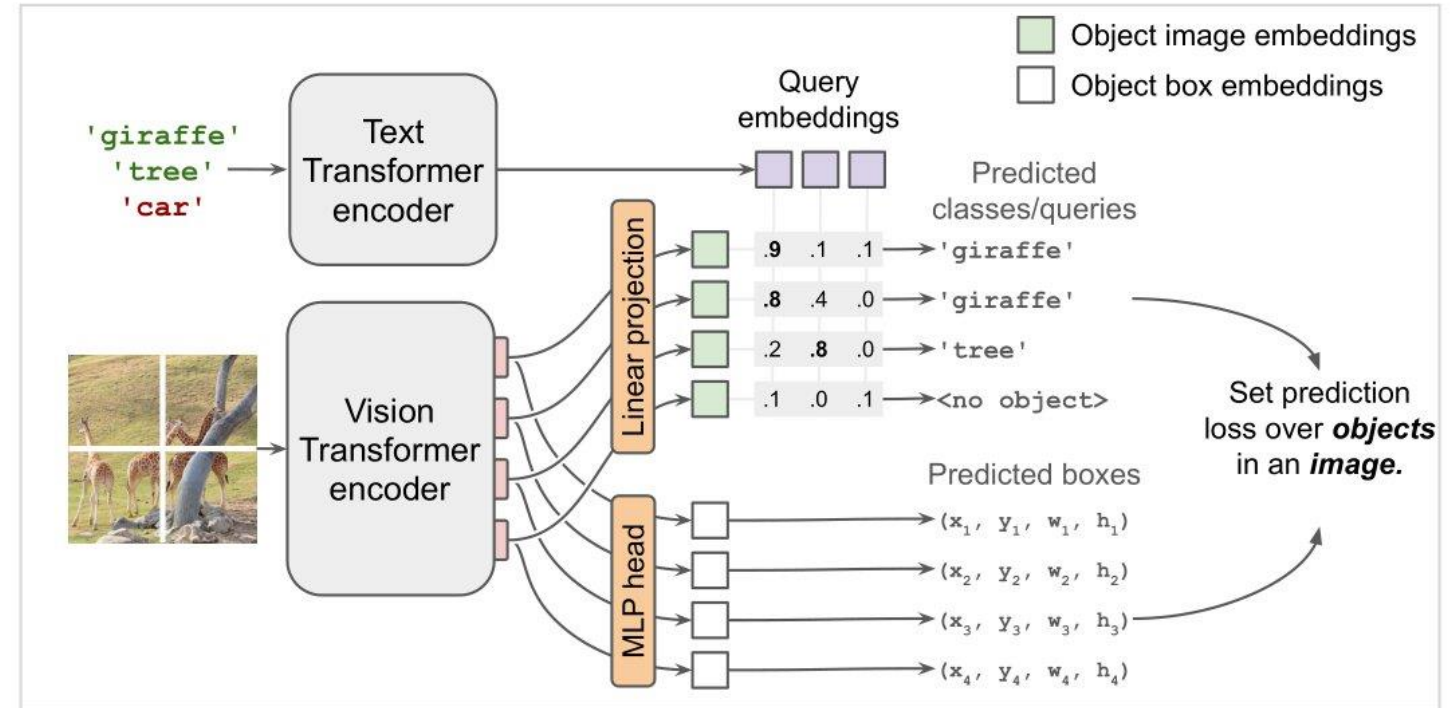 Object image embeddings
Object box embeddings
Query
embeddings
'giraffe'
'tree'
'car'
Text
Transformer
encoder
Predicted
classes/queries
Linear projection
.9 .1 .1 'giraffe'
.8 .4 .0 'giraffe'
.2 .8 .0 'tree'
.1 .0 .1 <no object>
Vision
Transformer
encoder
Set prediction
loss over objects
in an image.
MLP head
Predicted boxes
(x₁, y₁, w₁, h₁)
(x₂, y₂, w₂, h₂)
(x₃, y₃, w₃, h₃)
(x₄, y₄, w₄, h₄)